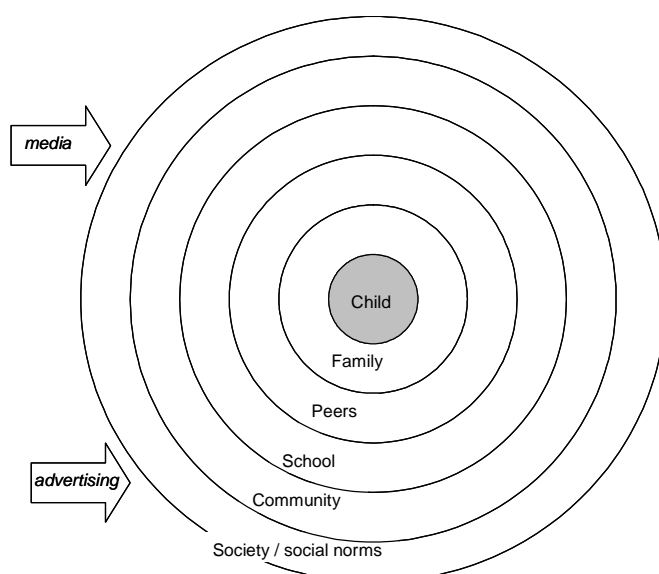 media
Child
Family
Peers
School
advertising
Community
Society / social norms